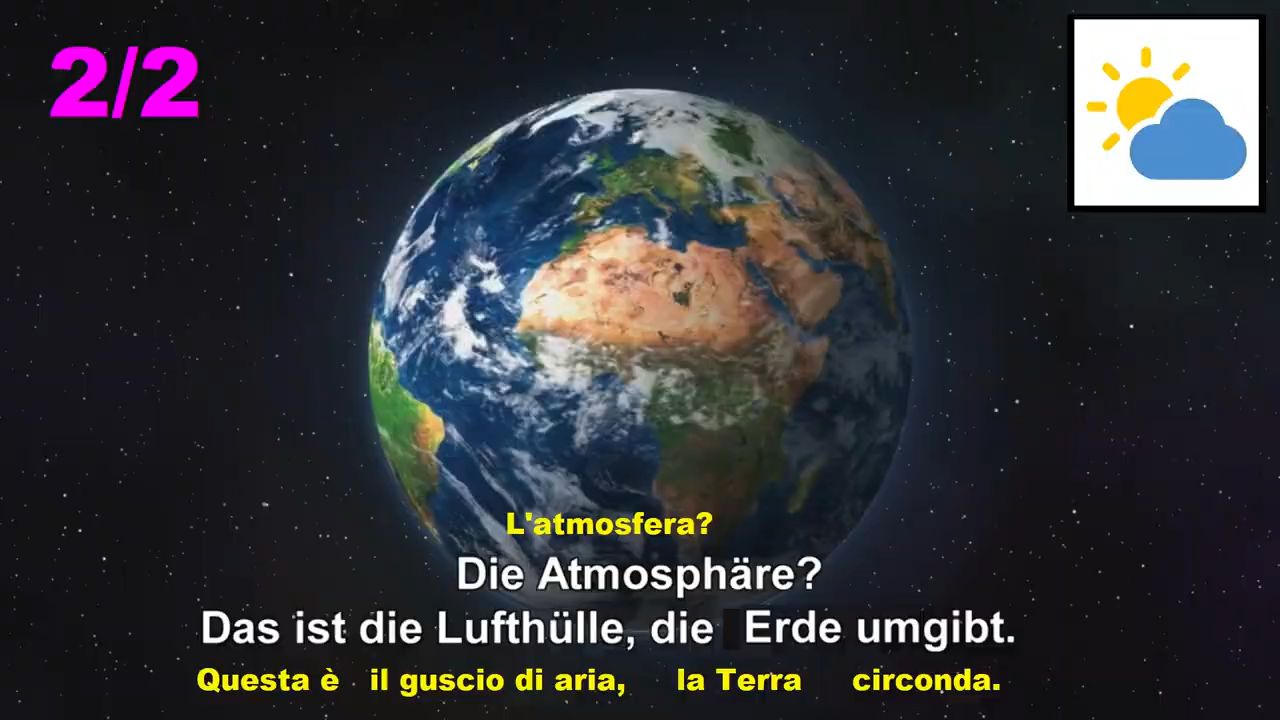 2/2
L'atmosfera?
Die Atmosphäre?
Das ist die Lufthülle, die Erde umgibt.
Questa è il guscio di aria, la Terra circonda.